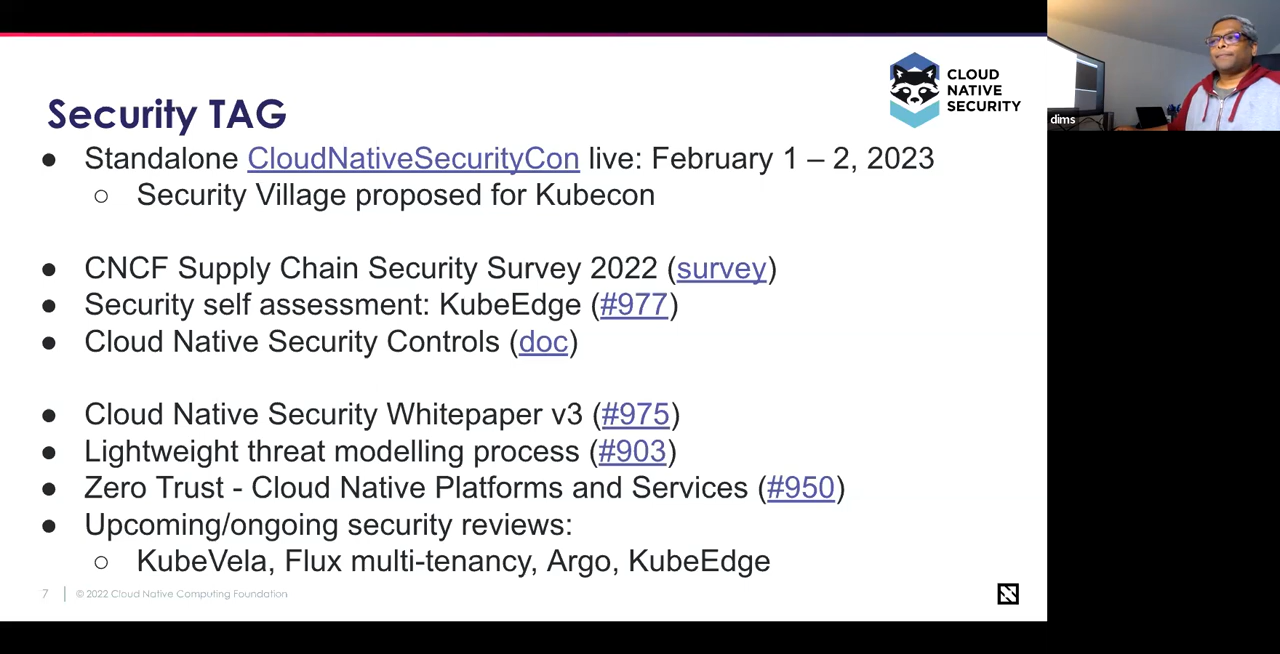 CLOUD
NATIVE
SECURITY
dims
Security TAG
● Standalone CloudNativeSecurityCon live: February 1 – 2, 2023
○ Security Village proposed for Kubecon
● CNCF Supply Chain Security Survey 2022 (survey)
● Security self assessment: KubeEdge (#977)
● Cloud Native Security Controls (doc)
● Cloud Native Security Whitepaper v3 (#975)
● Lightweight threat modelling process (#903)
● Zero Trust - Cloud Native Platforms and Services (#950)
● Upcoming/ongoing security reviews:
○ KubeVela, Flux multi-tenancy, Argo, KubeEdge
7 | © 2022 Cloud Native Computing Foundation